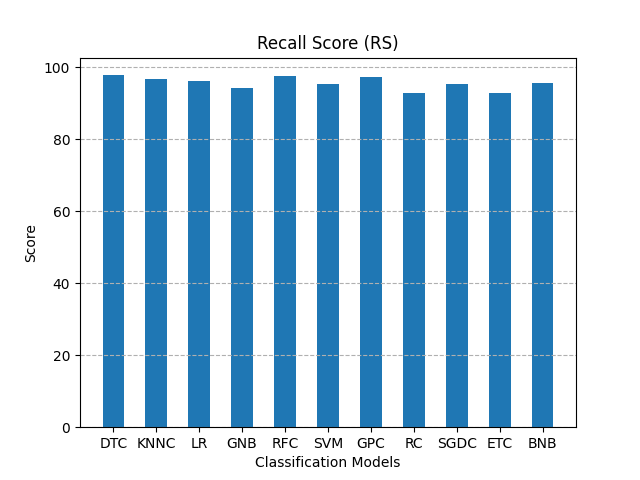 Recall Score (RS)
100
80
60
40
20
0
Score
DTC KNNC LR GNB RFC SVM GPC RC SGDC ETC BNB
Classification Models